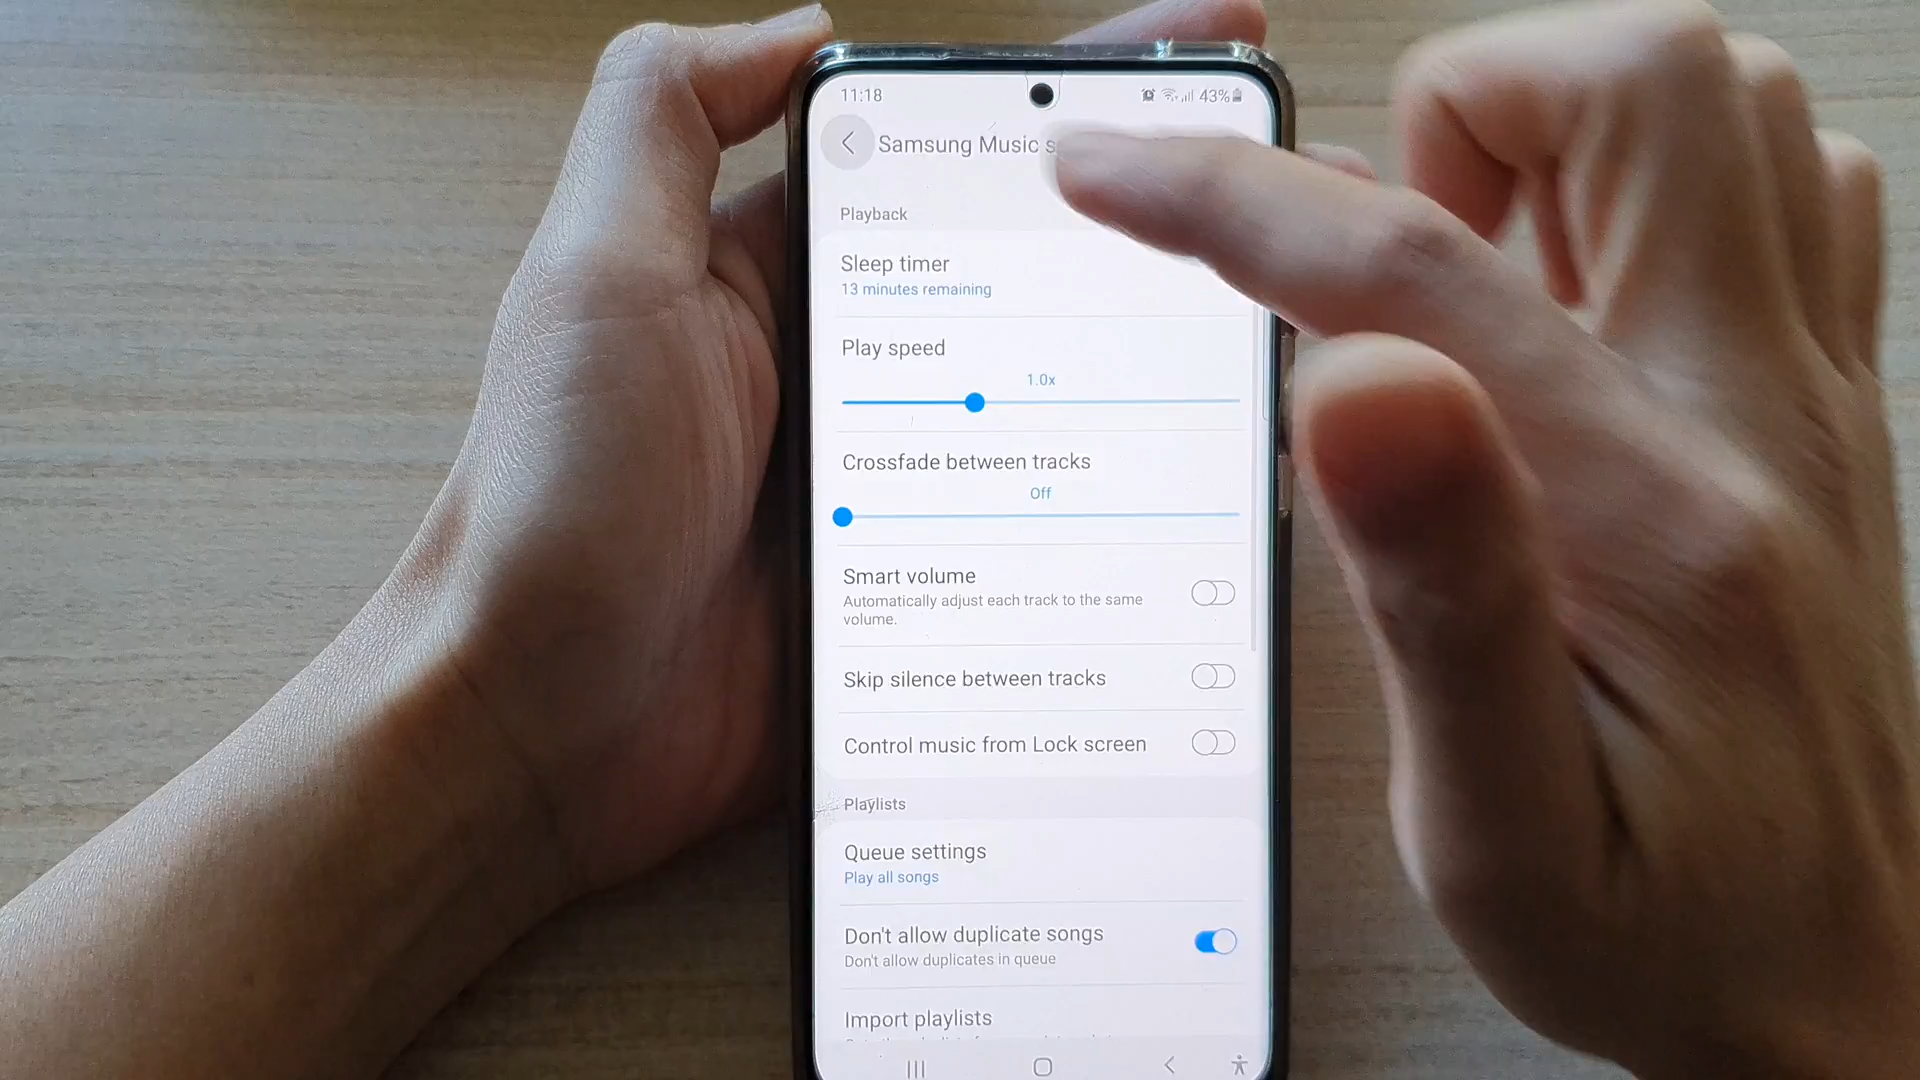 11:18
43%
Samsung Music s
Playback
Sleep timer
13 minutes remaining
Play speed
1.0x
Crossfade between tracks
Off
Smart volume
Automatically adjust each track to the same
volume.
Skip silence between tracks
Control music from Lock screen
Playlists
Queue settings
Play all songs
Don't allow duplicate songs
Don't allow duplicates in queue
Import playlists